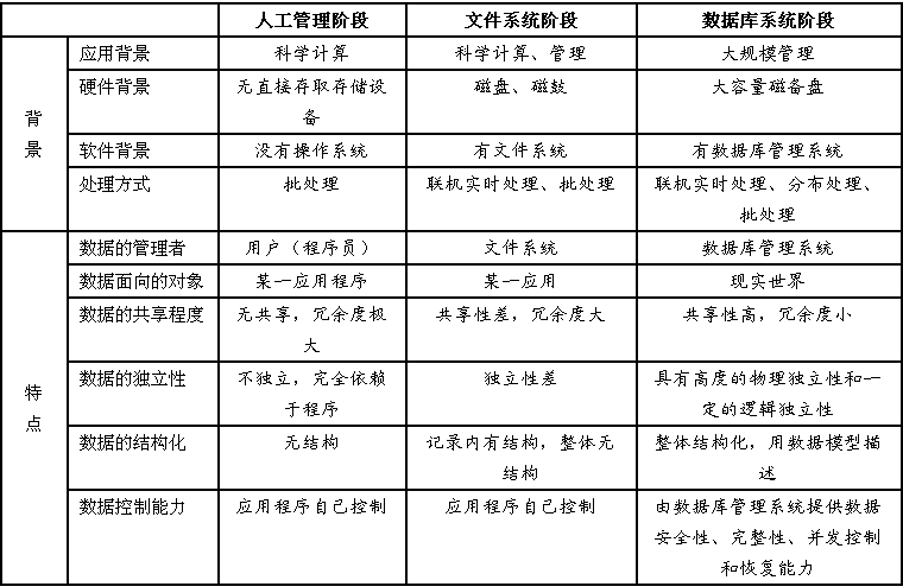 人工管理阶段 文件系统阶段 数据库系统阶段
背景
应用背景 科学计算 科学计算、管理 大规模管理
硬件背景 无直接存取存储设备 磁盘、磁鼓 大容量磁备盘
软件背景 没有操作系统 有文件系统 有数据库管理系统
处理方式 批处理 联机实时处理、批处理 联机实时处理、分布处理、批处理
特点
数据的管理者 用户（程序员） 文件系统 数据库管理系统
数据面向的对象 某一应用程序 某一应用 现实世界
数据的共享程度 无共享，冗余度极大 共享性差，冗余度大 共享性高，冗余度小
数据的独立性 不独立，完全依赖于程序 独立性差 具有高度的物理独立性和一定的逻辑独立性
数据的结构化 无结构 记录内有结构，整体无结构 整体结构化，用数据模型描述
数据控制能力 应用程序自己控制 应用程序自己控制 由数据库管理系统提供数据安全性、完整性、并发控制和恢复能力